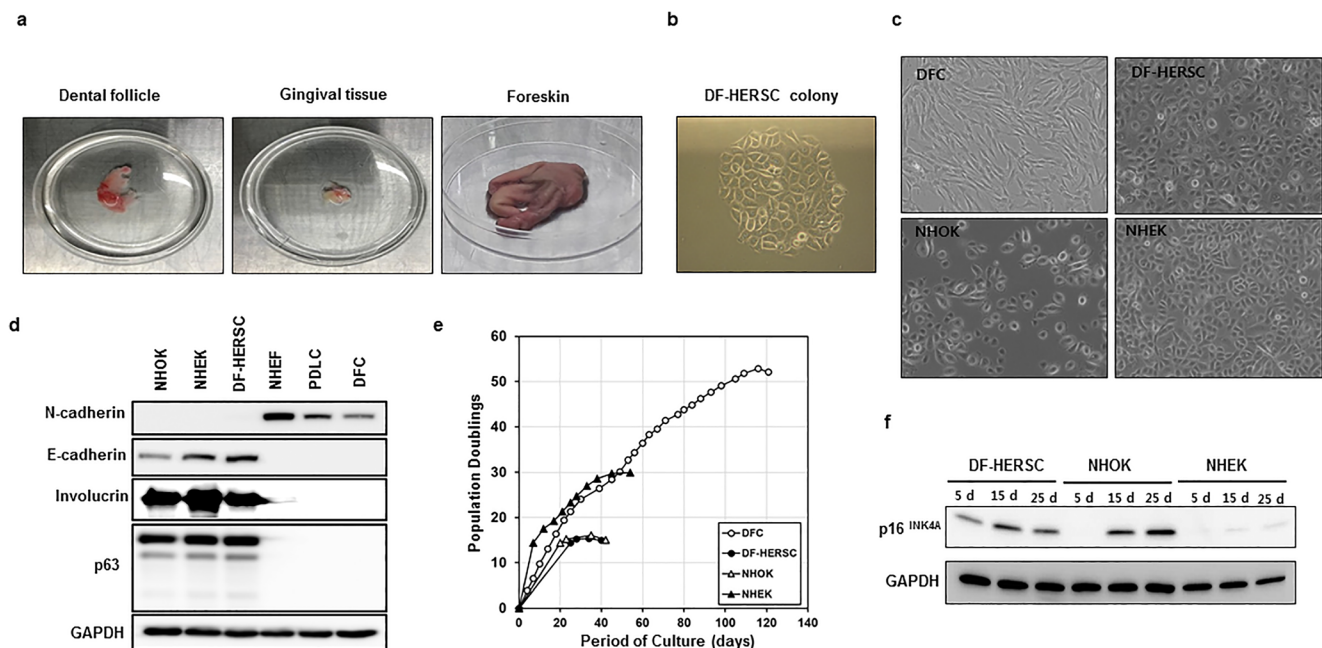 a
Dental follicle
Gingival tissue
Foreskin
b
DF-HERSC colony
c
DFC
DF-HERSC
NHOK
NHEK
d
NHOK
NHEK
DF-HERSC
NHEF
PDLC
DFC
N-cadherin
E-cadherin
Involucrin
p63
GAPDH
e
Population Doublings
60
50
40
30
20
10
0
0 20 40 60 80 100 120 140
Period of Culture (days)
DFC
DF-HERSC
NHOK
NHEK
f
DF-HERSC NHOK NHEK
5 d 15 d 25 d 5 d 15 d 25 d 5 d 15 d 25 d
p16 INK4A
GAPDH